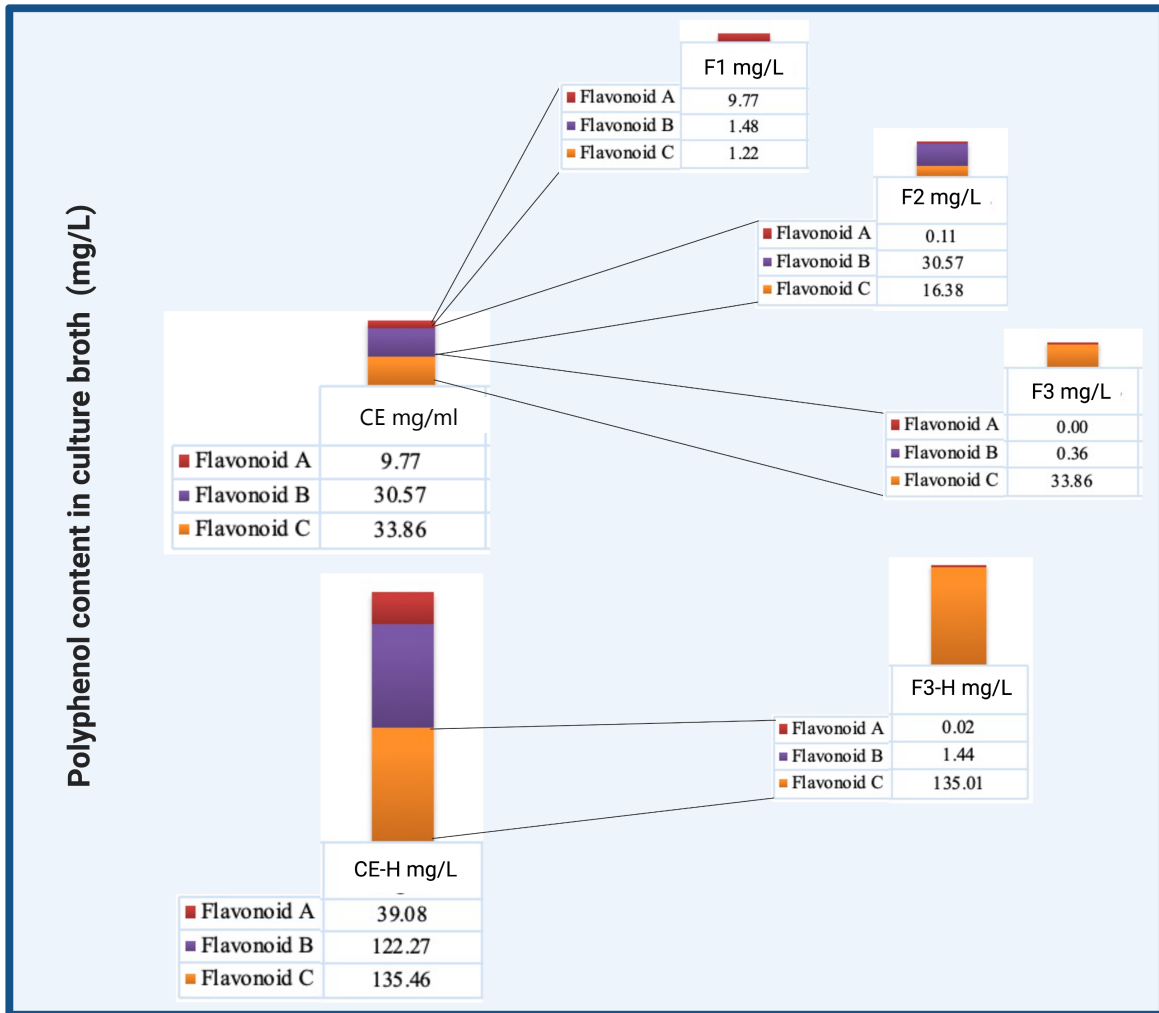 Polyphenol content in culture broth (mg/L)
F1 mg/L
Flavonoid A 9.77
Flavonoid B 1.48
Flavonoid C 1.22
F2 mg/L
Flavonoid A 0.11
Flavonoid B 30.57
Flavonoid C 16.38
CE mg/ml
Flavonoid A 9.77
Flavonoid B 30.57
Flavonoid C 33.86
F3 mg/L
Flavonoid A 0.00
Flavonoid B 0.36
Flavonoid C 33.86
F3-H mg/L
Flavonoid A 0.02
Flavonoid B 1.44
Flavonoid C 135.01
CE-H mg/L
Flavonoid A 39.08
Flavonoid B 122.27
Flavonoid C 135.46